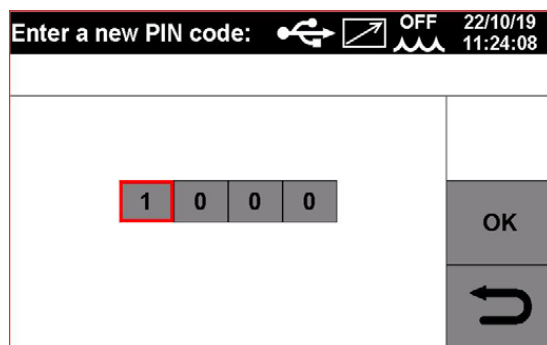 Enter a new PIN code:
OFF
22/10/19
11:24:08
1 0 0 0
OK